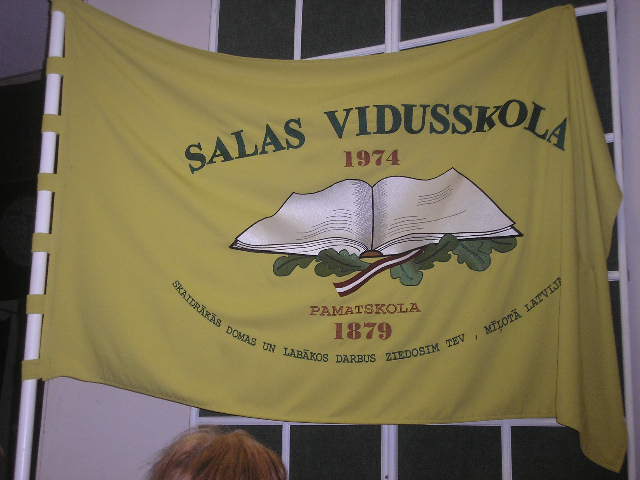 SALAS VIDUSSKOLA
1974
PAMATSKOLA
1879
SKAIDRĀKĀS DOMAS UN LABĀKOS DARBUS ZIEDOSIM TEV , MĪĻOTĀ LATVIJA